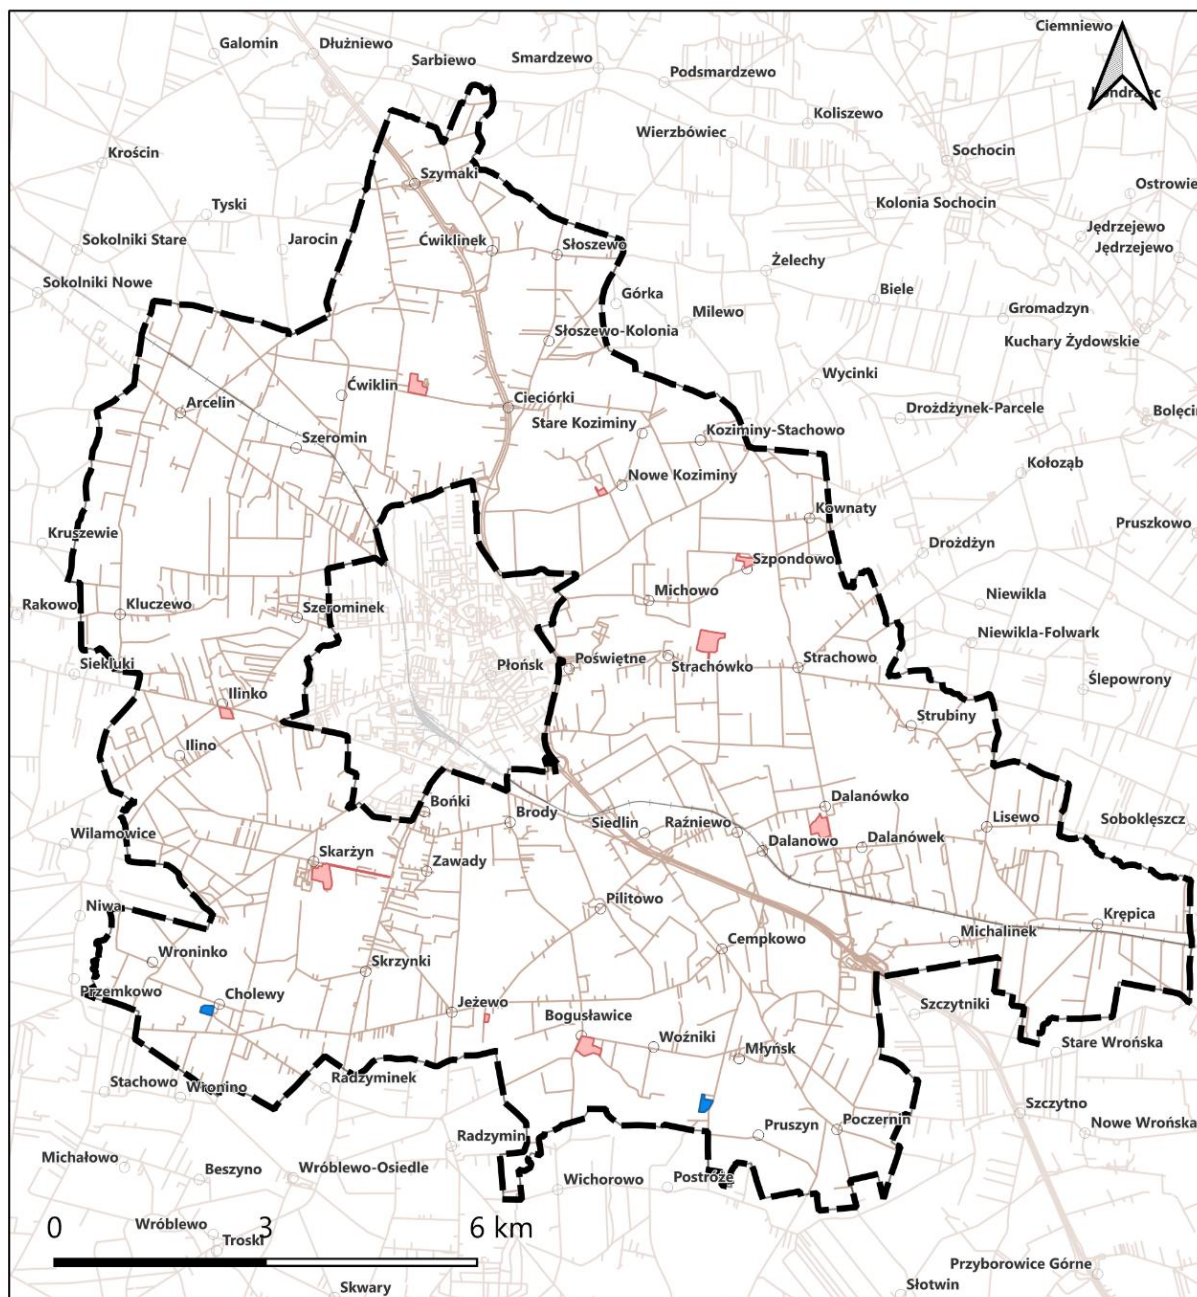 Ciemniewo
Galomin
Dłużniewo
Sarbiewo
Smardzewo
Podsmardzewo
Koliszewo
Wierzbówiec
Krościn
Sochocin
Szymaki
Ostrowie
Tyski
Kolonia Sochocin
Sokolniki Stare
Jarocin
Ćwiklinek
Słoszewo
Jędrzejewo
Jędrzejewo
Żelechy
Sokolniki Nowe
Górka
Milewo
Biele
Gromadzyn
Słoszewo-Kolonia
Kuchary Żydowskie
Ćwiklin
Wycinki
Arcelin
Cieciórki
Stare Koziminy
Drożdżynek-Parcele
Bolęcin
Szeromin
Koziminy-Stachowo
Nowe Koziminy
Kołoząb
Kownaty
Pruszkowo
Kruszewie
Szpondowo
Drożdżyn
Rakowo
Kluczewo
Szerominek
Michowo
Niewikla
Niewikla-Folwark
Siekluki
Płońsk
Poświętne
Strachówko
Strachowo
Ślepowrony
Ilinko
Strubiny
Ilino
Bońki
Brody
Siedlin
Raźniewo
Dalanówko
Lisewo
Sobokleszcz
Wilamowice
Skarżyn
Zawady
Dalanowo
Dalanówek
Niwa
Pilitowo
Krępica
Wroninko
Skrzynki
Cempkowo
Michalinek
Przemkowo
Cholewy
Jeżewo
Bogusławice
Woźniki
Młyńsk
Szczytniki
Stare Wrońska
Stachowo
Wronino
Radzyminek
Szczytno
Nowe Wrońska
Radzymin
Pruszyn
Poczernin
Michałowo
Beszyno
Wróblewo-Osiedle
Wichorowo
Postróże
Wróblewo
Troski
0 3 6 km
Skwary
Przyborowice Górne
Słotwin